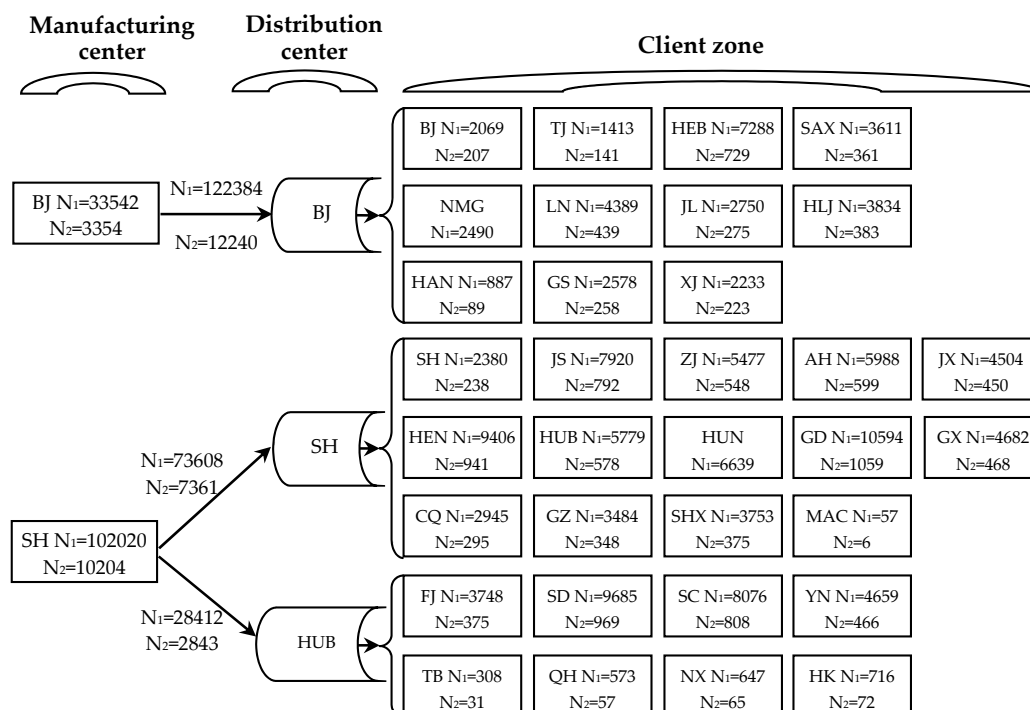 Manufacturing
center
Distribution
center
Client zone
BJ N₁=2069
N₂=207
TJ N₁=1413
N₂=141
HEB N₁=7288
N₂=729
SAX N₁=3611
N₂=361
BJ N₁=33542
N₂=3354
N₁=122384
N₂=12240
BJ
NMG
N₁=2490
LN N₁=4389
N₂=439
JL N₁=2750
N₂=275
HLJ N₁=3834
N₂=383
HAN N₁=887
N₂=89
GS N₁=2578
N₂=258
XJ N₁=2233
N₂=223
SH N₁=2380
N₂=238
JS N₁=7920
N₂=792
ZJ N₁=5477
N₂=548
AH N₁=5988
N₂=599
JX N₁=4504
N₂=450
N₁=73608
N₂=7361
SH
HEN N₁=9406
N₂=941
HUB N₁=5779
N₂=578
HUN
N₁=6639
GD N₁=10594
N₂=1059
GX N₁=4682
N₂=468
CQ N₁=2945
N₂=295
GZ N₁=3484
N₂=348
SHX N₁=3753
N₂=375
MAC N₁=57
N₂=6
SH N₁=102020
N₂=10204
N₁=28412
N₂=2843
HUB
FJ N₁=3748
N₂=375
SD N₁=9685
N₂=969
SC N₁=8076
N₂=808
YN N₁=4659
N₂=466
TB N₁=308
N₂=31
QH N₁=573
N₂=57
NX N₁=647
N₂=65
HK N₁=716
N₂=72